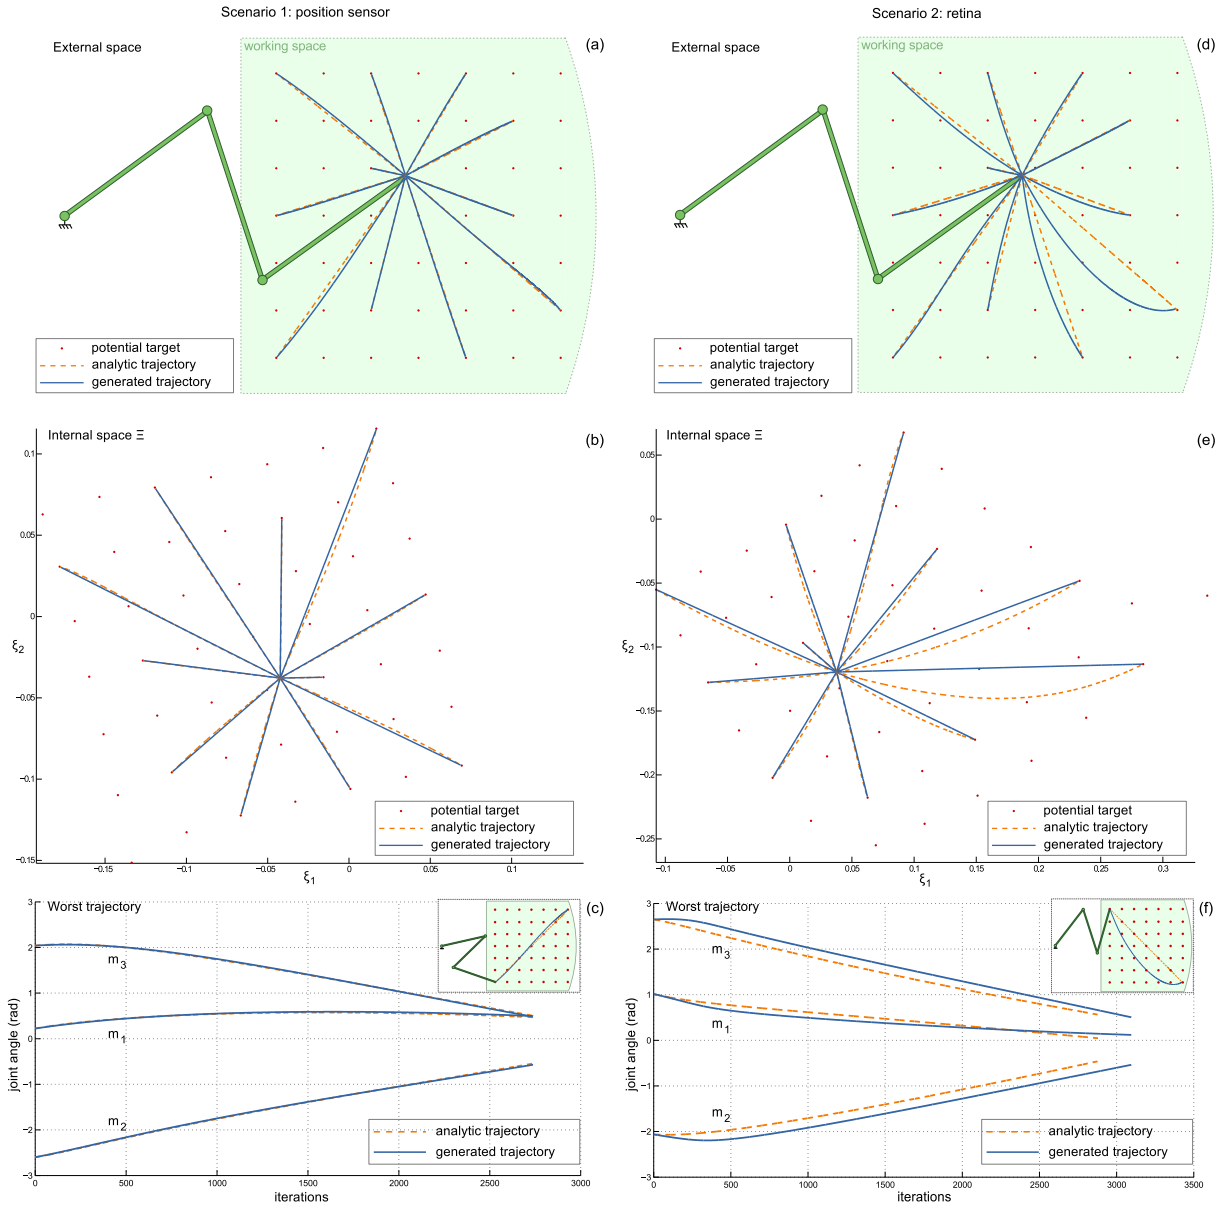 Scenario 1: position sensor
External space
working space
(a)
potential target
analytic trajectory
generated trajectory
Scenario 2: retina
External space
working space
(d)
potential target
analytic trajectory
generated trajectory
Internal space Ξ
(b)
0.1
0.05
0
−0.05
−0.1
−0.15
ξ2
−0.15
−0.1
−0.05
0
0.05
0.1
ξ1
potential target
analytic trajectory
generated trajectory
Internal space Ξ
(e)
0.05
0
−0.05
−0.1
−0.15
−0.2
−0.25
ξ2
−0.1
−0.05
0
0.05
0.1
0.15
0.2
0.25
0.3
ξ1
potential target
analytic trajectory
generated trajectory
Worst trajectory
(c)
3
2
1
0
−1
−2
−3
joint angle (rad)
m3
m1
m2
analytic trajectory
generated trajectory
0
500
1000
1500
2000
2500
3000
iterations
Worst trajectory
(f)
3
2
1
0
−1
−2
−3
joint angle (rad)
m3
m1
m2
analytic trajectory
generated trajectory
0
500
1000
1500
2000
2500
3000
3500
iterations